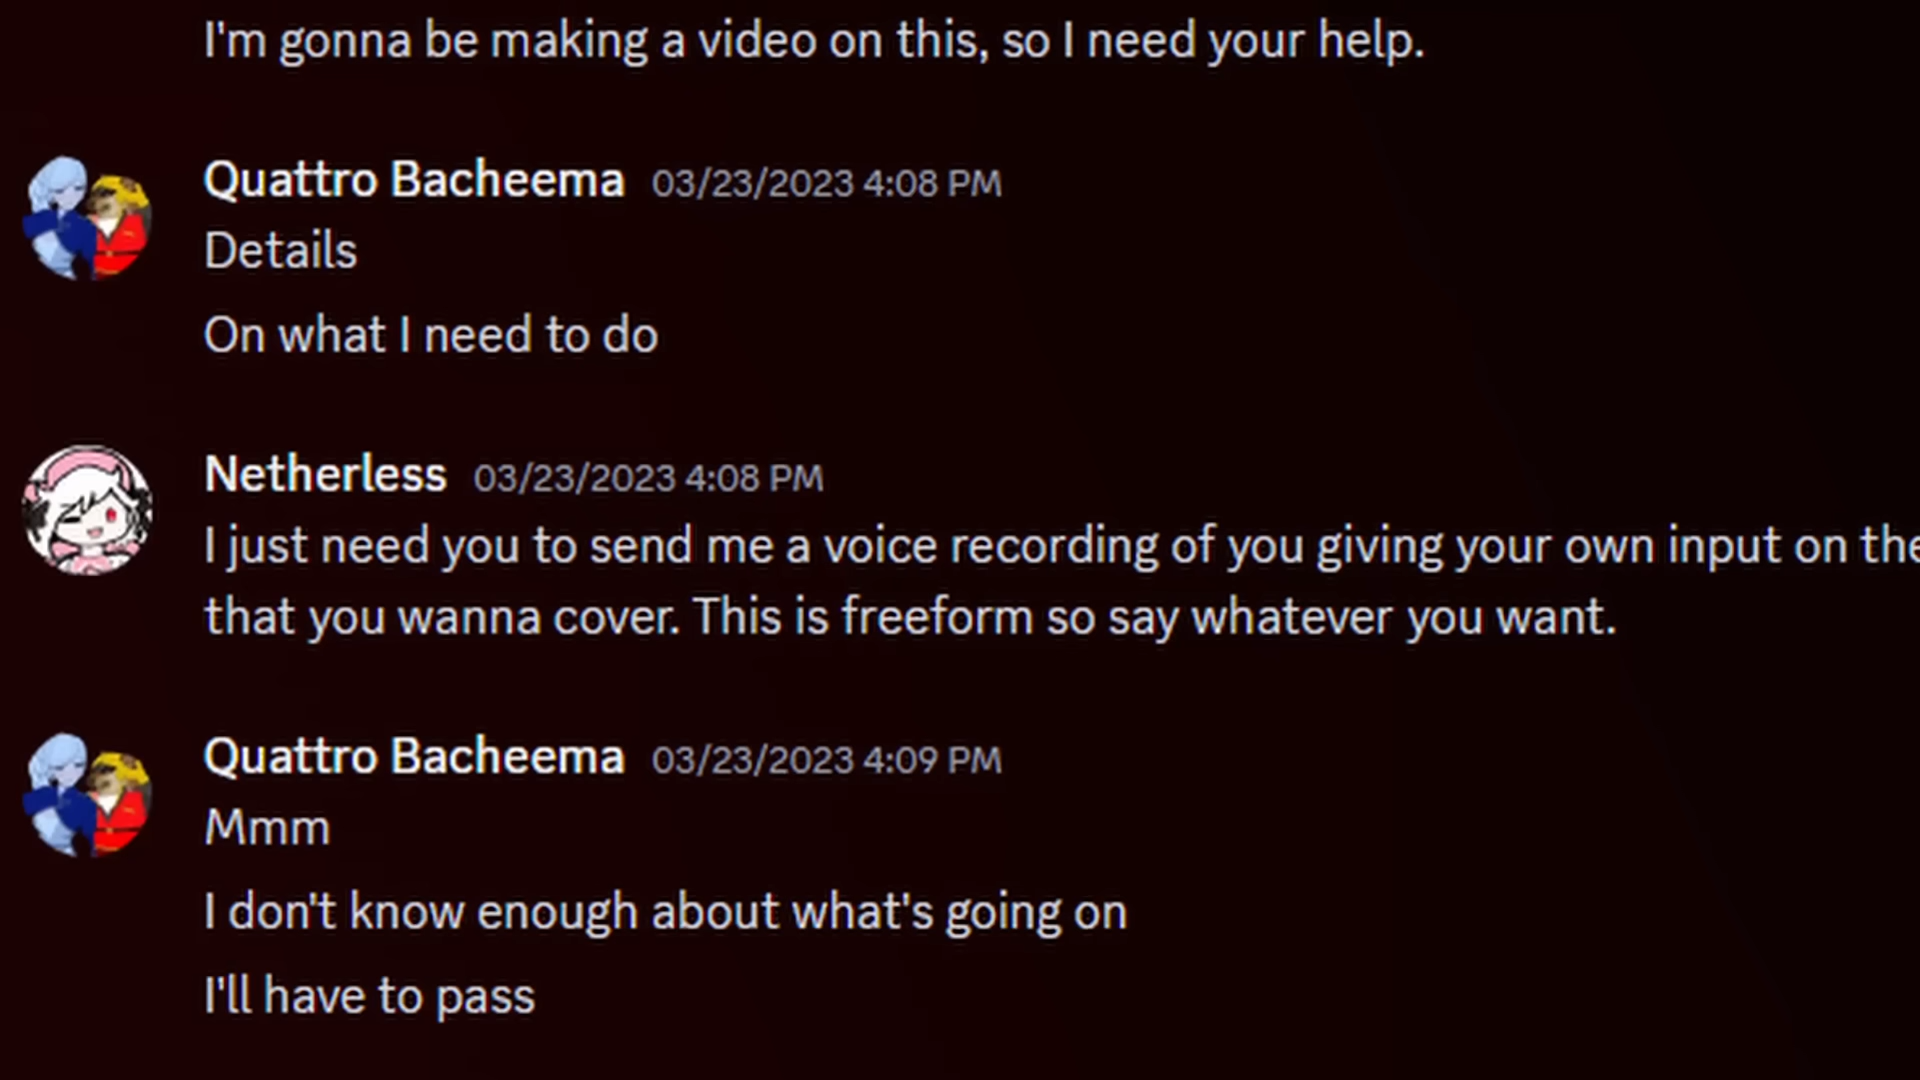 I'm gonna be making a video on this, so I need your help.
Quattro Bacheema 03/23/2023 4:08 PM
Details
On what I need to do
Netherless 03/23/2023 4:08 PM
I just need you to send me a voice recording of you giving your own input on the
that you wanna cover. This is freeform so say whatever you want.
Quattro Bacheema 03/23/2023 4:09 PM
Mmm
I don't know enough about what's going on
I'll have to pass